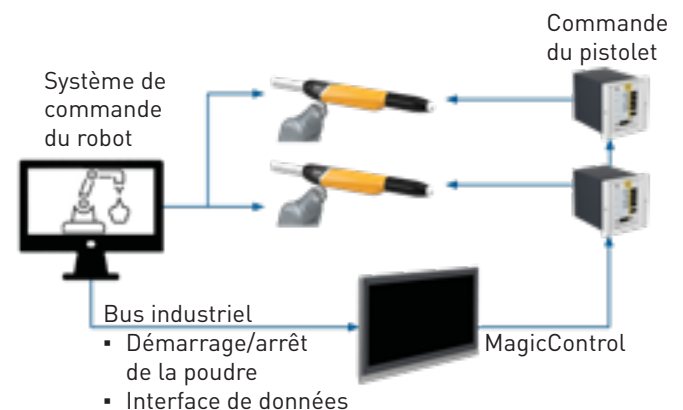 Commande
du pistolet
Système de
commande
du robot
Bus industriel
▪ Démarrage/arrêt
de la poudre
▪ Interface de données
MagicControl